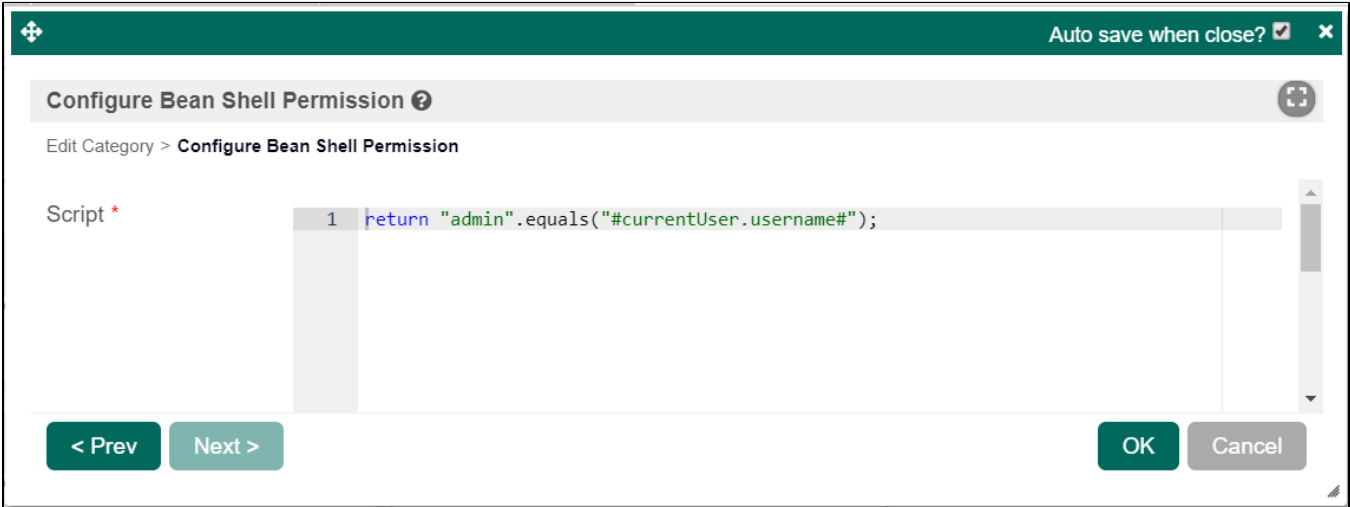 Auto save when close?
Configure Bean Shell Permission
Edit Category > Configure Bean Shell Permission
Script *
1 return "admin".equals("#currentUser.username#");
< Prev Next > OK Cancel